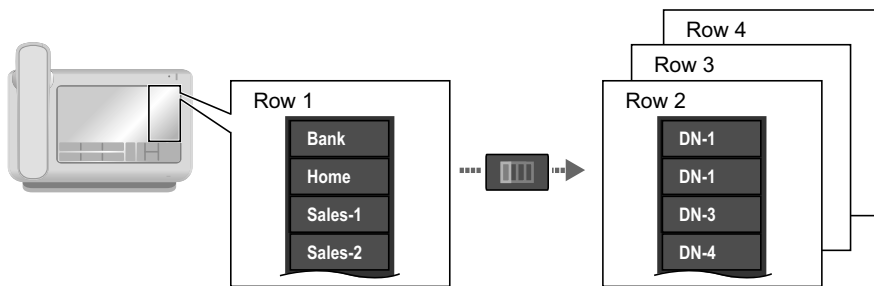 Row 4
Row 3
Row 1
Row 2
Bank
Home
Sales-1
Sales-2
DN-1
DN-1
DN-3
DN-4